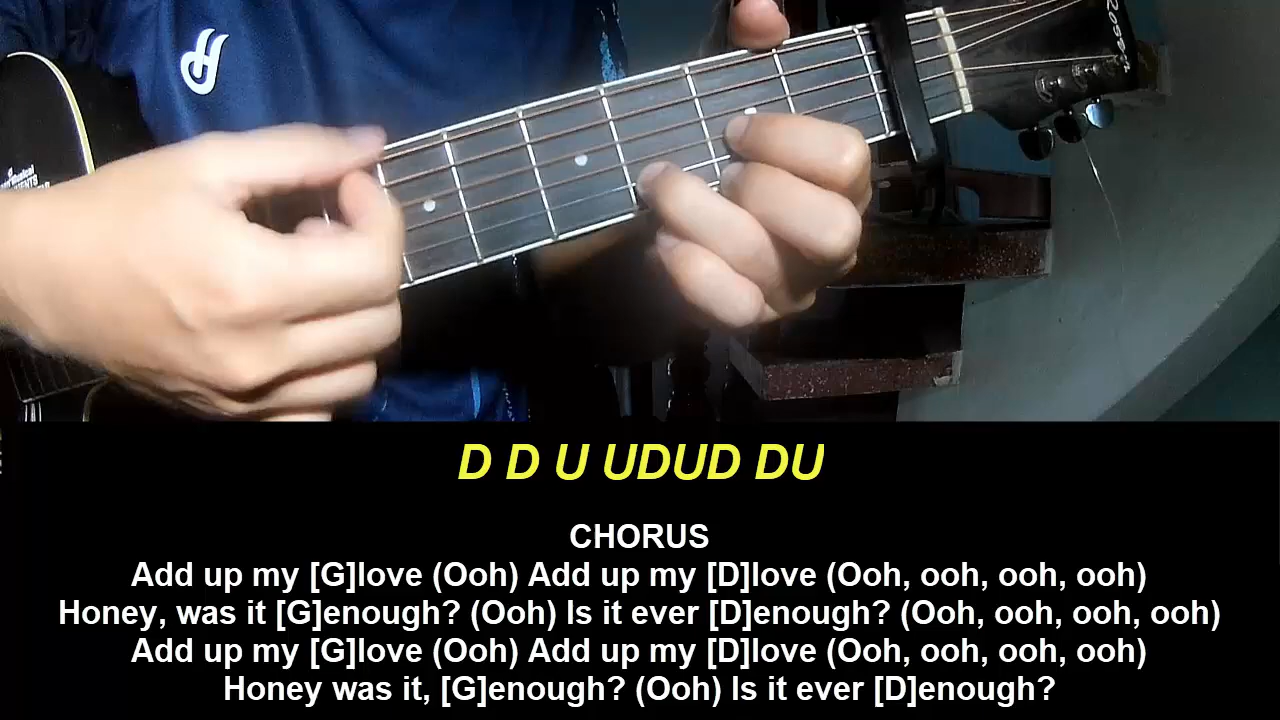 D D U UDUD DU
CHORUS
Add up my [G]love (Ooh) Add up my [D]love (Ooh, ooh, ooh, ooh)
Honey, was it [G]enough? (Ooh) Is it ever [D]enough? (Ooh, ooh, ooh, ooh)
Add up my [G]love (Ooh) Add up my [D]love (Ooh, ooh, ooh, ooh)
Honey was it, [G]enough? (Ooh) Is it ever [D]enough?